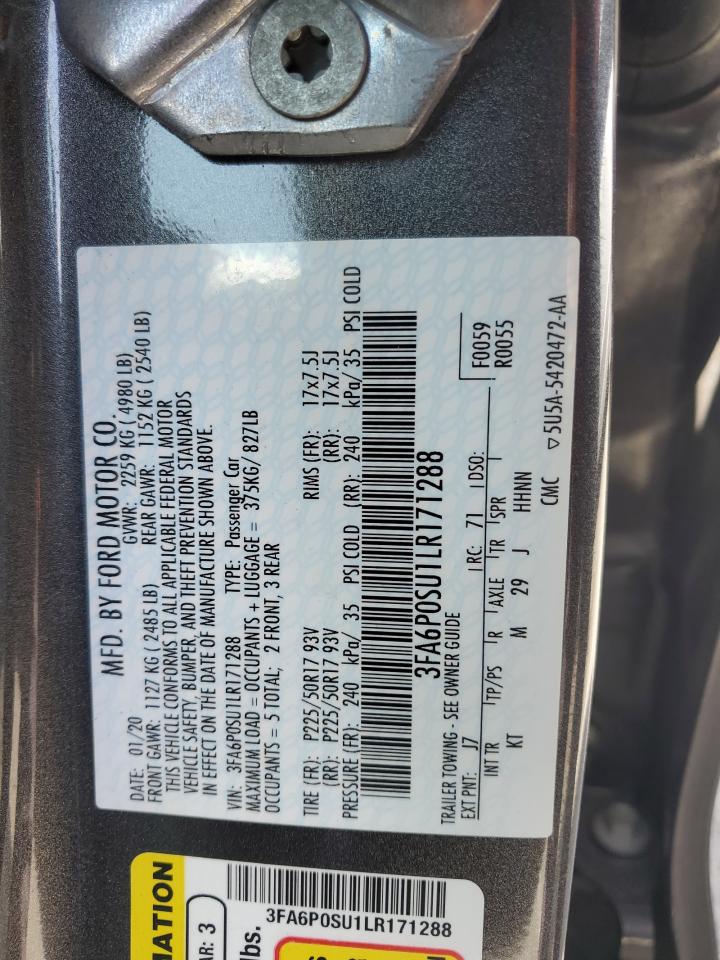 MFD. BY FORD MOTOR CO.
DATE: 01/20 GVWR: 2259 KG ( 4980 LB)
FRONT GAWR: 1127 KG ( 2485 LB) REAR GAWR: 1152 KG ( 2540 LB)
THIS VEHICLE CONFORMS TO ALL APPLICABLE FEDERAL MOTOR
VEHICLE SAFETY, BUMPER, AND THEFT PREVENTION STANDARDS
IN EFFECT ON THE DATE OF MANUFACTURE SHOWN ABOVE.
VIN: 3FA6P0SU1LR171288 TYPE: Passenger Car
MAXIMUM LOAD = OCCUPANTS + LUGGAGE = 375KG/ 827LB
OCCUPANTS = 5 TOTAL; 2 FRONT, 3 REAR
TIRE (FR): P225/50R17 93V RIMS (FR): 17x7.5J
(RR): P225/50R17 93V (RR): 17x7.5J
PRESSURE (FR): 240 kPa/ 35 PSI COLD (RR): 240 kPa/ 35 PSI COLD
3FA6P0SU1LR171288
TRAILER TOWING - SEE OWNER GUIDE
EXT PNT: J7 RC: 71 DSO: F0059
R0055
INT TR TP/PS R AXLE TR SPR
KT M 29 J HHNN
CMC ▽5U5A-5420472-AA
MATION
AR: 3
3FA6P0SU1LR171288
lbs.